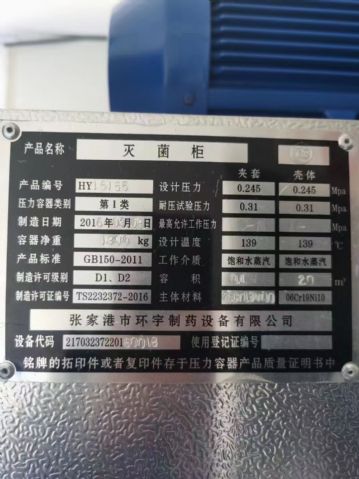 产品名称 灭菌柜
夹套 壳体
产品编号 HY15155 设计压力 0.245 0.245 Mpa
压力容器类别 第Ⅰ类 耐压试验压力 0.31 0.31 Mpa
制造日期 2015 最高允许工作压力 Mpa
容器净重 kg 设计温度 139 139 ℃
产品标准 GB150-2011 工作介质 饱和水蒸汽 饱和水蒸汽
制造许可级别 D1、D2 容积 2.0 m³
制造许可证编号 TS2232372-2016 主体材料 06Cr19Ni10
张家港市环宇制药设备有限公司
设备代码 217032372201 使用登记证编号
铭牌的拓印件或者复印件存于压力容器产品质量证明书中